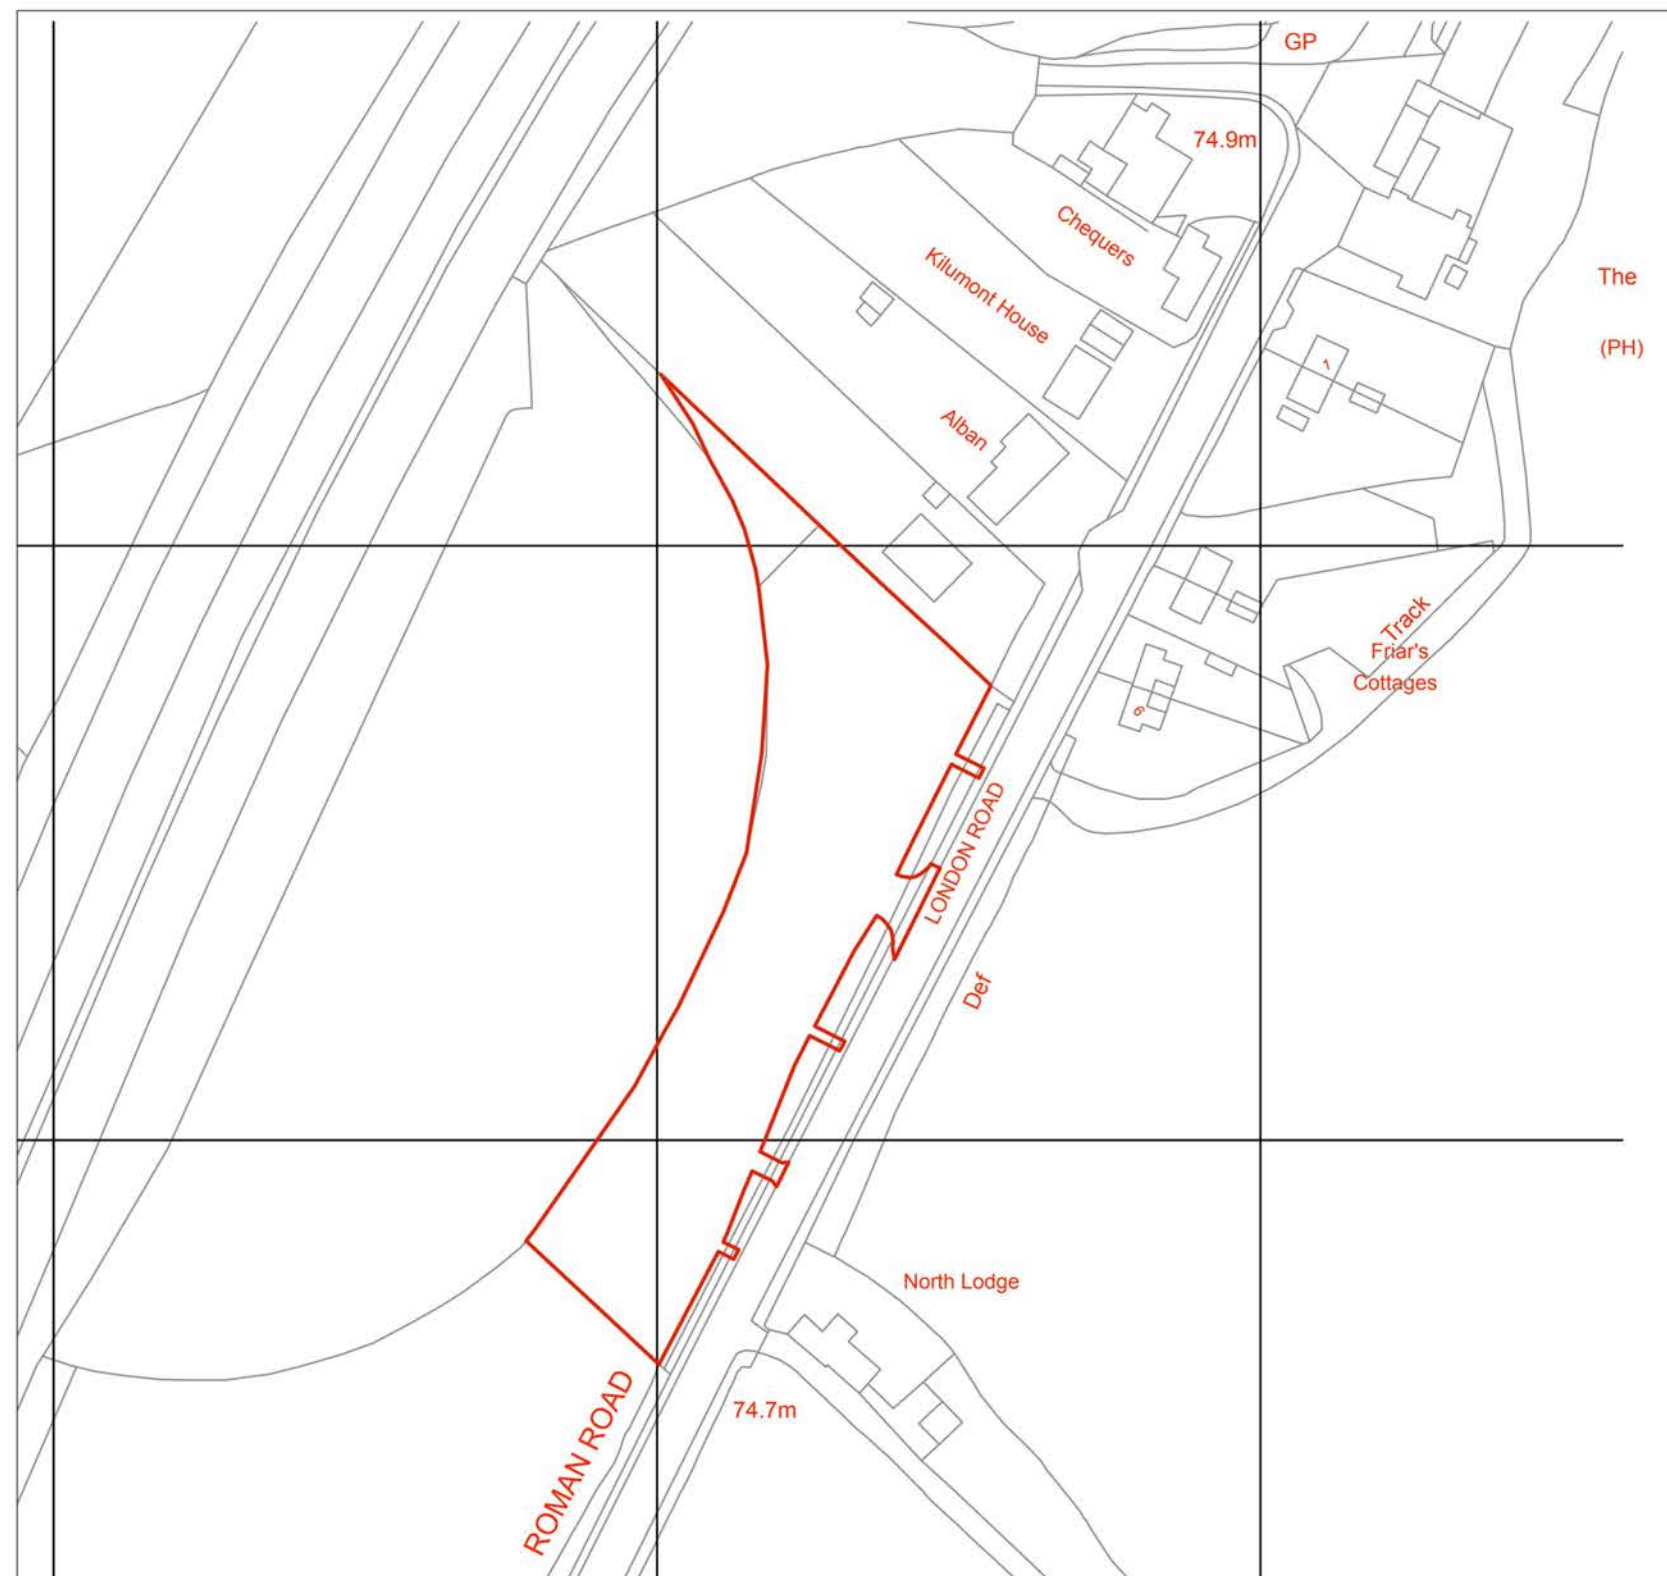 GP
74.9m
Chequers
Kilumont House
The
(PH)
7
Alban
Track
Friar's
Cottages
6
LONDON ROAD
Def
North Lodge
74.7m
ROMAN ROAD